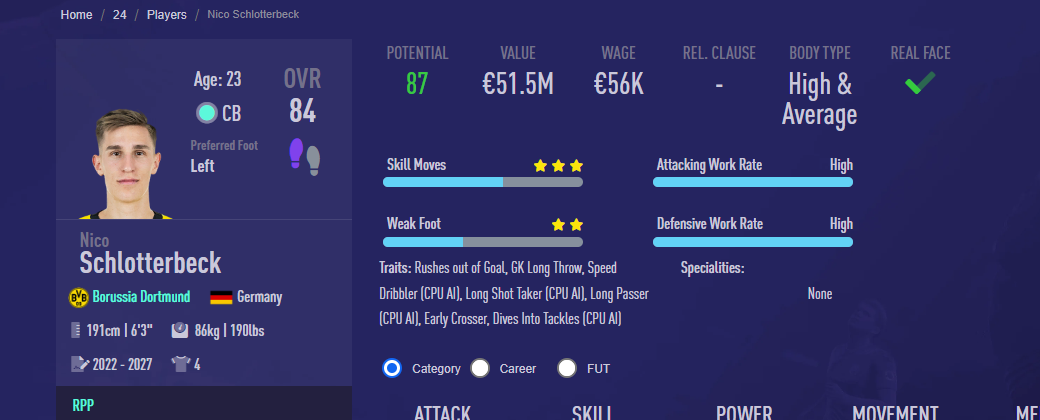 Home / 24 / Players / Nico Schlotterbeck
Age: 23
OVR
CB
84
Preferred Foot
Left
Nico
Schlotterbeck
BVB 09
Borussia Dortmund
Germany
191cm | 6'3"
86kg | 190lbs
2022 - 2027
4
RPP
POTENTIAL
VALUE
WAGE
REL. CLAUSE
BODY TYPE
REAL FACE
87
€51.5M
€56K
-
High &
Average
Skill Moves
Attacking Work Rate
High
Weak Foot
Defensive Work Rate
High
Traits: Rushes out of Goal, GK Long Throw, Speed
Dribbler (CPU AI), Long Shot Taker (CPU AI), Long Passer
(CPU AI), Early Crosser, Dives Into Tackles (CPU AI)
Specialities:
None
Category
Career
FUT
ATTACK
SKILL
POWER
MOVEMENT
ME